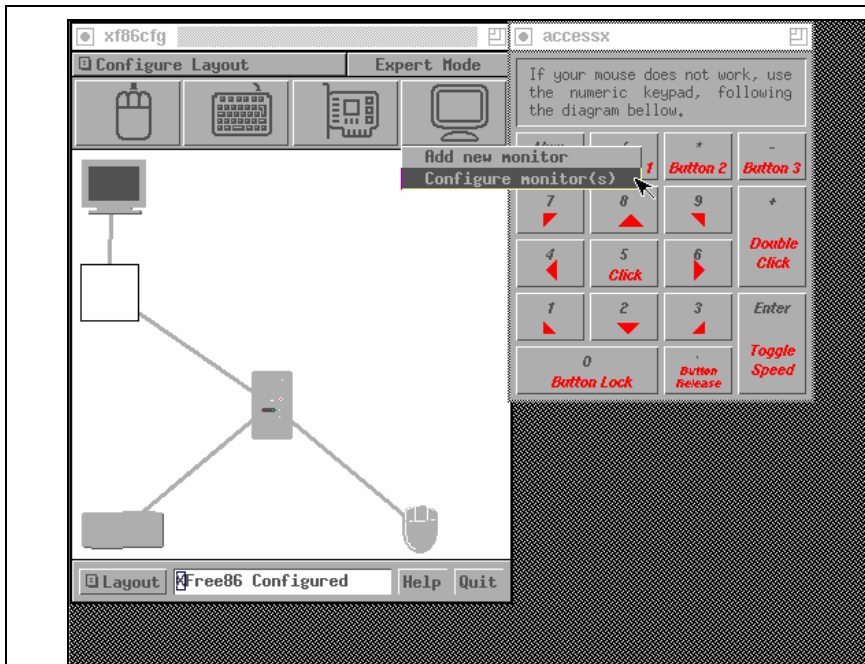 xf86cfg
Configure Layout
Expert Mode
Add new monitor
Configure monitor(s)
XFree86 Configured
Layout
Help
Quit
accessx
If your mouse does not work, use
the numeric keypad, following
the diagram bellow.
1
*
Button 2
-
Button 3
7
8
9
+
Double
Click
4
5
Click
6
1
2
3
Enter
Toggle
Speed
0
Button Lock
.
Button
Release